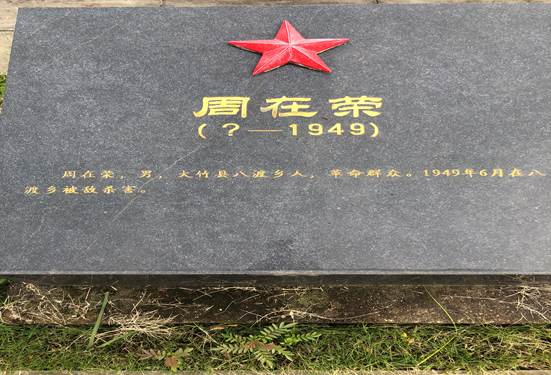 周在荣
(?—1949)
周在荣，男，大竹县八渡乡人，革命群众。1949年6月在八
渡乡被敌杀害。